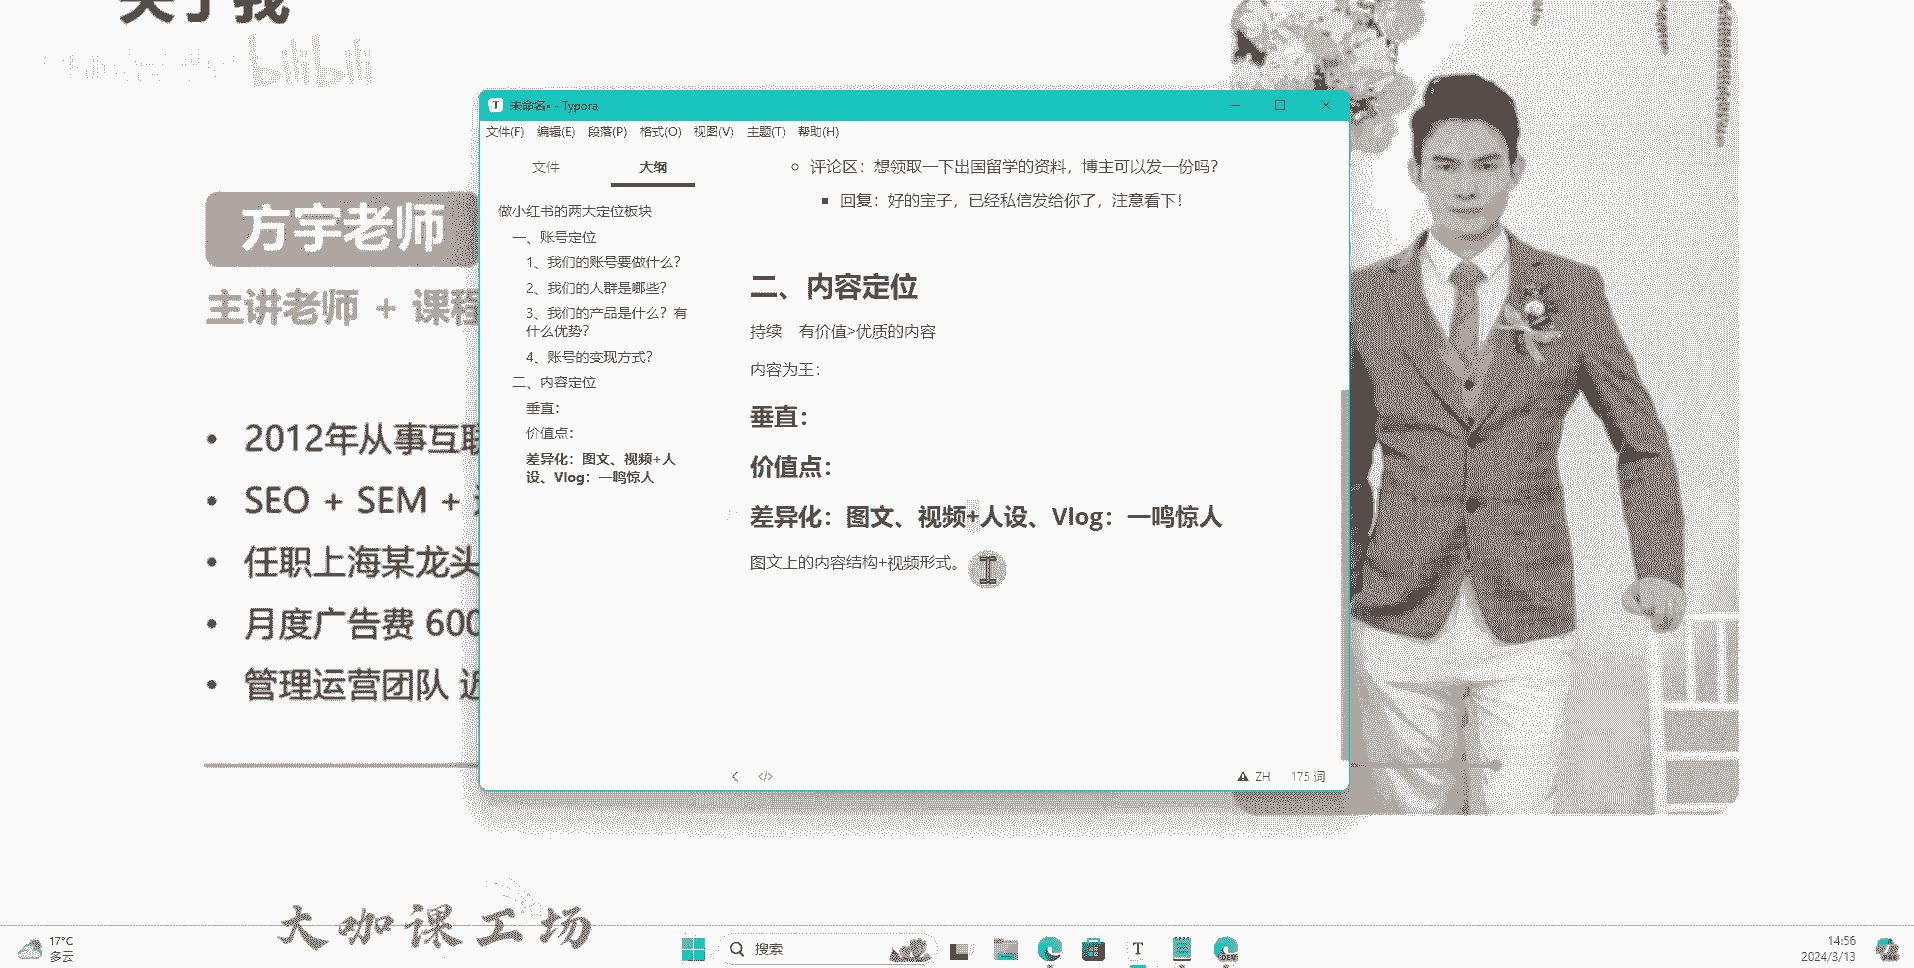 关于我
bilibili
方宇老师
主讲老师 + 课程
2012年从事互联
SEO + SEM +
任职上海某龙头
月度广告费 600
管理运营团队 近
大咖课工场
未命名• - Typora
文件(F) 编辑(E) 段落(P) 格式(O) 视图(V) 主题(T) 帮助(H)
文件 大纲
做小红书的两大定位板块
一、账号定位
1、我们的账号要做什么？
2、我们的人群是哪些？
3、我们的产品是什么？有
什么优势？
4、账号的变现方式？
二、内容定位
垂直：
价值点：
差异化：图文、视频+人
设、Vlog：一鸣惊人
评论区：想领取一下出国留学的资料，博主可以发一份吗？
回复：好的宝子，已经私信发给你了，注意看下！
二、内容定位
持续 有价值>优质的内容
内容为王：
垂直：
价值点：
差异化：图文、视频+人设、Vlog：一鸣惊人
图文上的内容结构+视频形式。
ZH 175 词
17°C
多云
搜索
14:56
2024/3/13